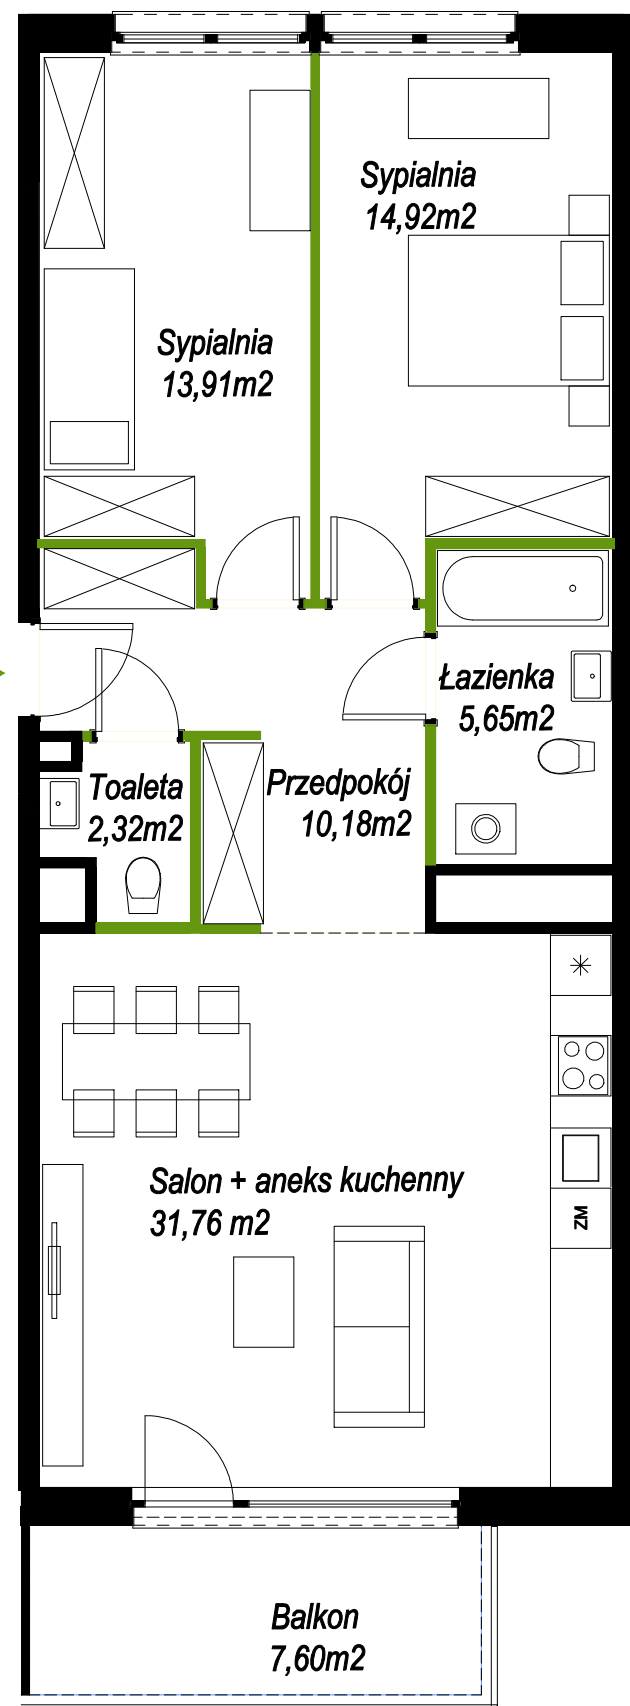 Sypialnia
14,92m2
Sypialnia
13,91m2
Łazienka
5,65m2
Toaleta
2,32m2
Przedpokój
10,18m2
Salon + aneks kuchenny
31,76 m2
ZM
Balkon
7,60m2